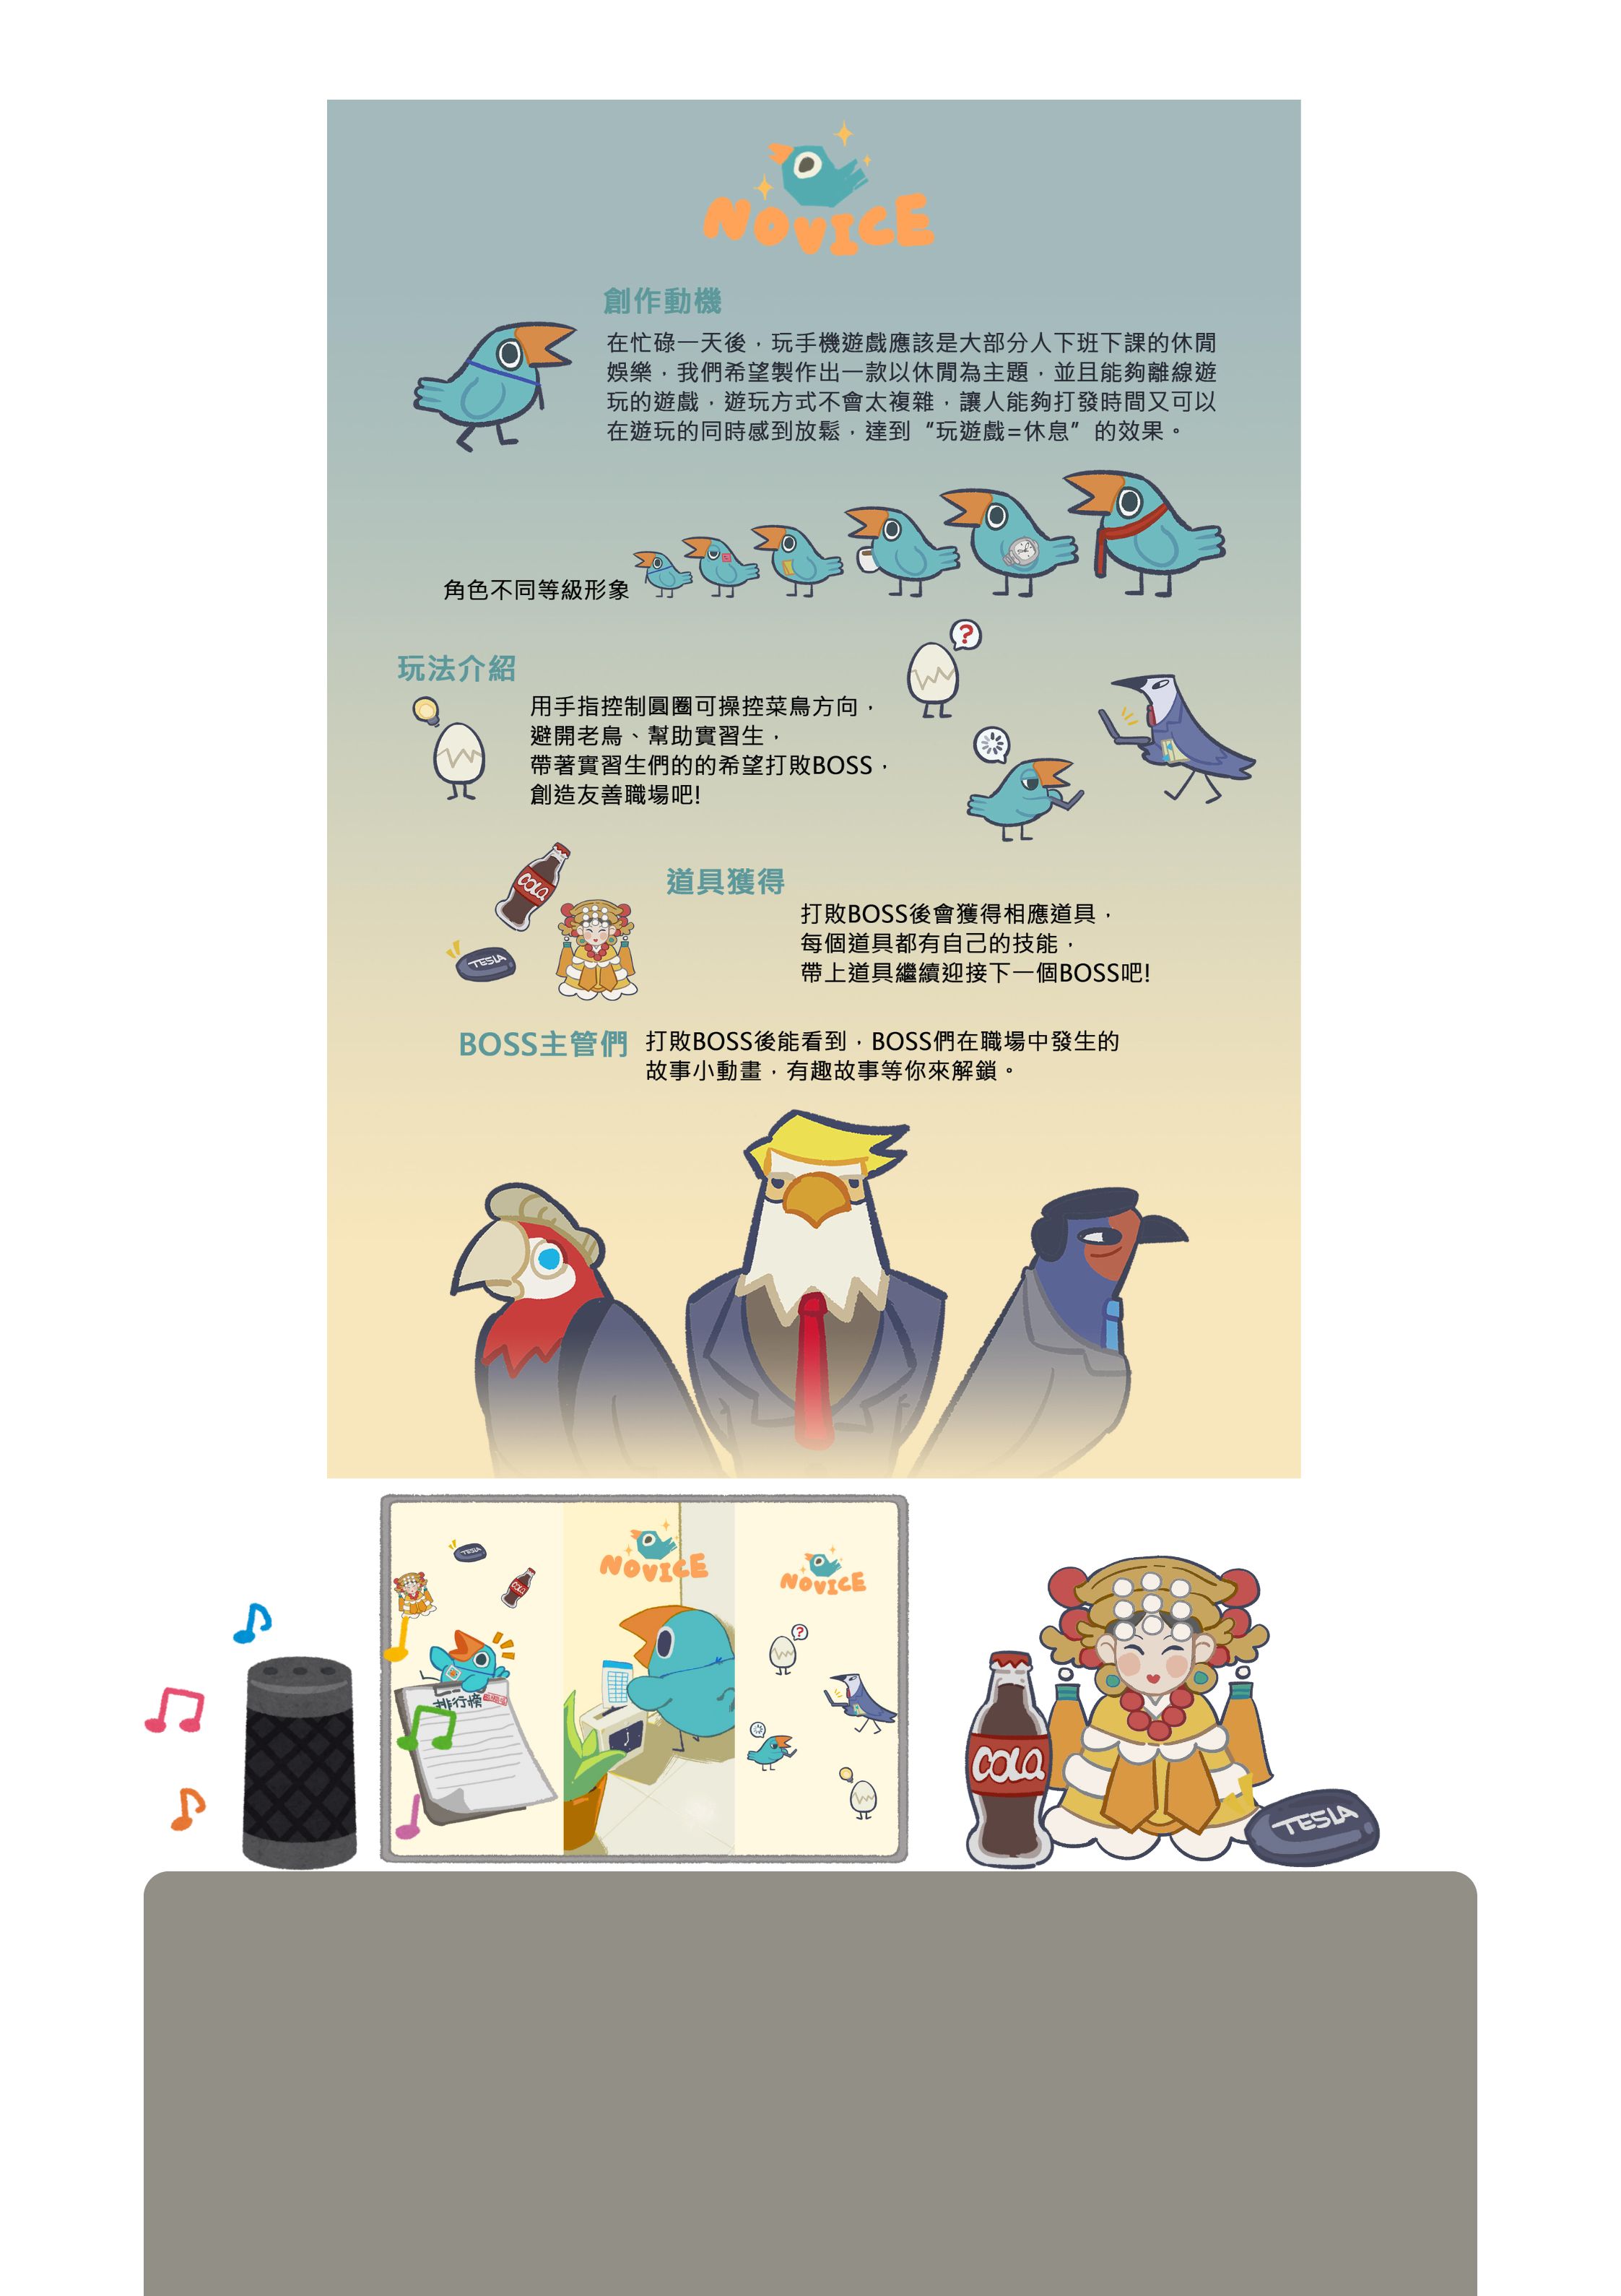 NOVICE
創作動機
在忙碌一天後，玩手機遊戲應該是大部分人下班下課的休閒
娛樂，我們希望製作出一款以休閒為主題，並且能夠離線遊
玩的遊戲，遊玩方式不會太複雜，讓人能夠打發時間又可以
在遊玩的同時感到放鬆，達到“玩遊戲=休息”的效果。
角色不同等級形象
?
玩法介紹
用手指控制圓圈可操控菜鳥方向，
避開老鳥、幫助實習生，
帶著實習生們的的希望打敗BOSS，
創造友善職場吧!
COLA
道具獲得
TESLA
打敗BOSS後會獲得相應道具，
每個道具都有自己的技能，
帶上道具繼續迎接下一個BOSS吧!
BOSS主管們
打敗BOSS後能看到，BOSS們在職場中發生的
故事小動畫，有趣故事等你來解鎖。
TESLA
COLA
NOVICE
NOVICE
?
排行榜
COLA
TESLA